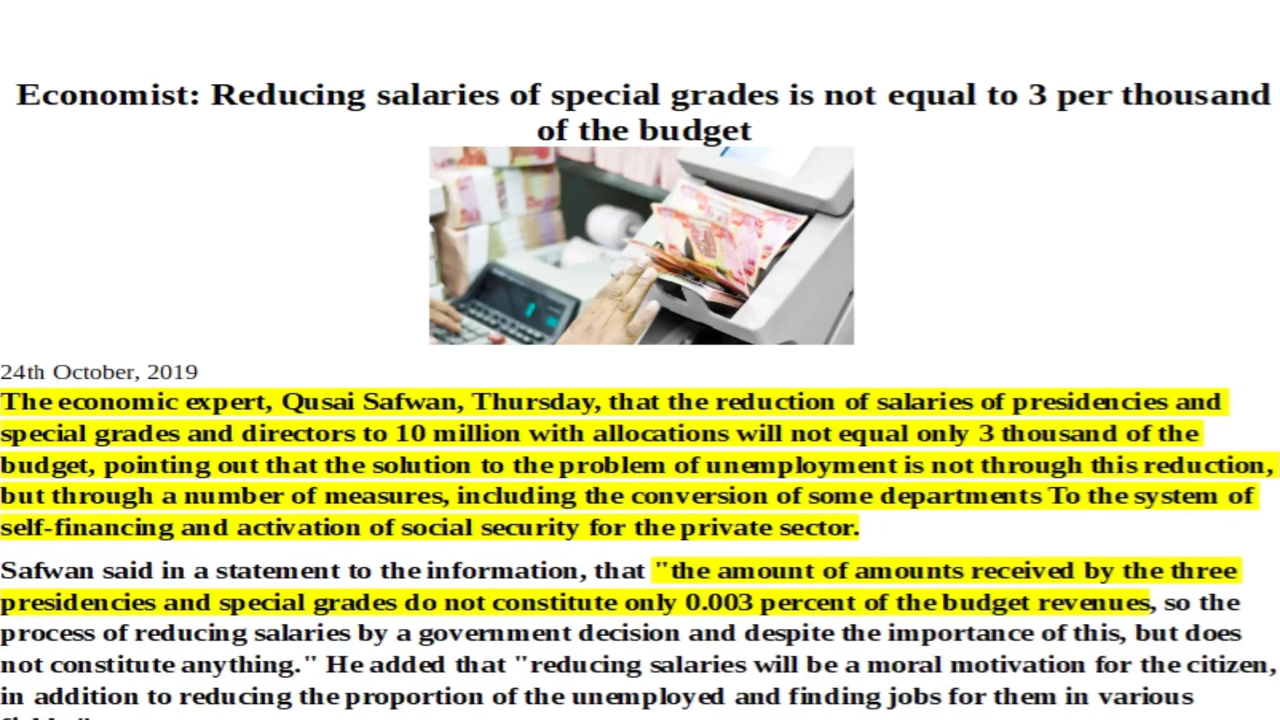 Economist: Reducing salaries of special grades is not equal to 3 per thousand
of the budget
24th October, 2019
The economic expert, Qusai Safwan, Thursday, that the reduction of salaries of presidencies and
special grades and directors to 10 million with allocations will not equal only 3 thousand of the
budget, pointing out that the solution to the problem of unemployment is not through this reduction,
but through a number of measures, including the conversion of some departments To the system of
self-financing and activation of social security for the private sector.
Safwan said in a statement to the information, that "the amount of amounts received by the three
presidencies and special grades do not constitute only 0.003 percent of the budget revenues, so the
process of reducing salaries by a government decision and despite the importance of this, but does
not constitute anything." He added that "reducing salaries will be a moral motivation for the citizen,
in addition to reducing the proportion of the unemployed and finding jobs for them in various